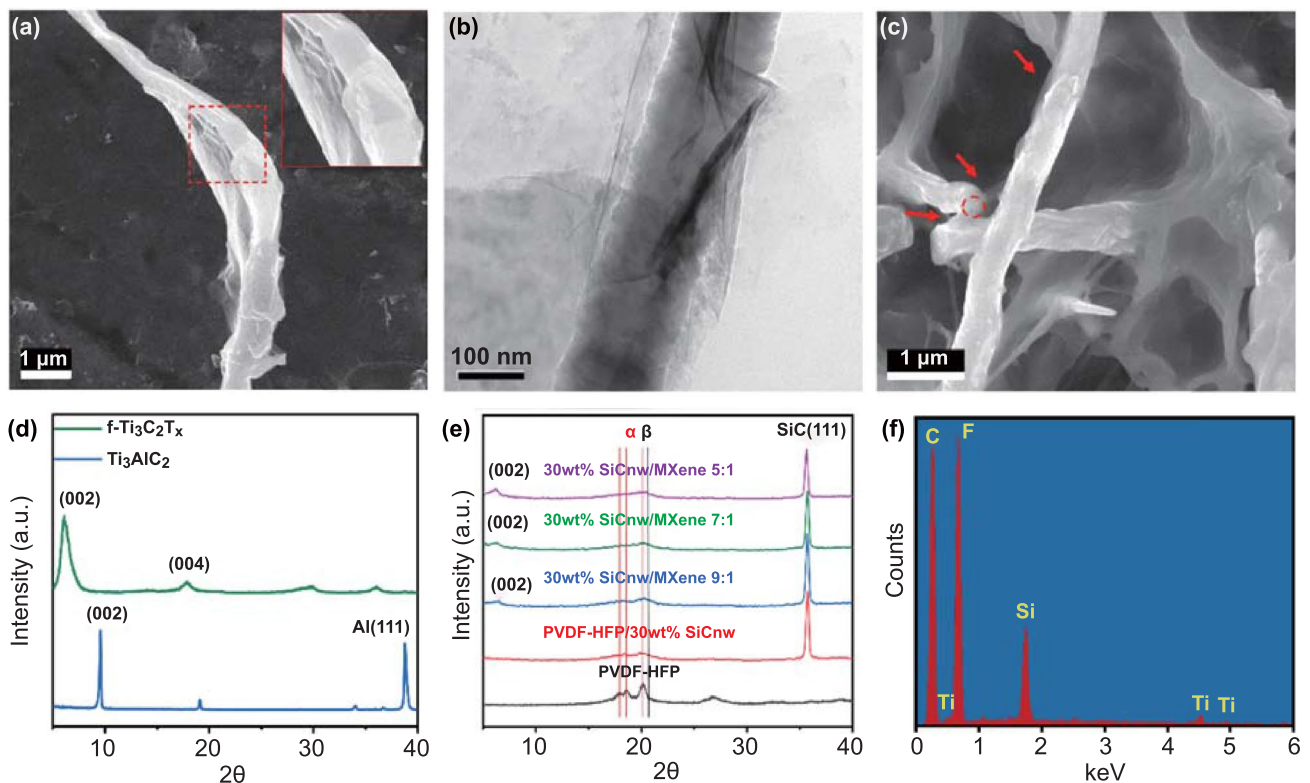 (a)
1 μm
(b)
100 nm
(c)
1 μm
(d)
f-Ti₃C₂Tₓ
Ti₃AlC₂
(002)
(004)
(002)
Al(111)
Intensity (a.u.)
10 20 30 40
2θ
(e)
α β
SiC(111)
(002) 30wt% SiCnw/MXene 5:1
(002) 30wt% SiCnw/MXene 7:1
(002) 30wt% SiCnw/MXene 9:1
PVDF-HFP/30wt% SiCnw
PVDF-HFP
Intensity (a.u.)
10 20 30 40
2θ
(f)
C F
Si
Ti Ti Ti
Counts
0 1 2 3 4 5 6
keV